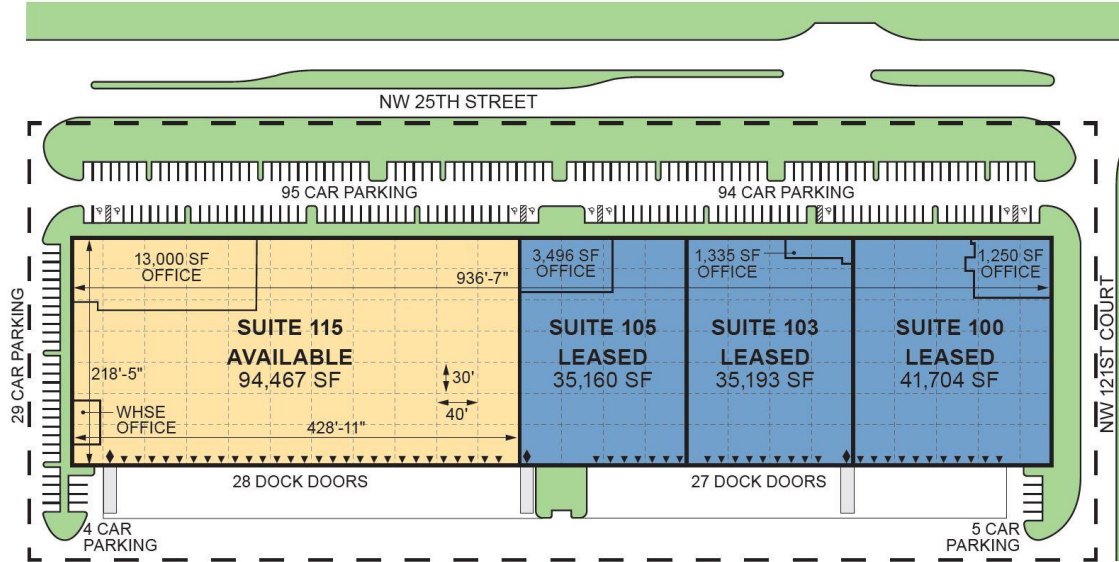 NW 25TH STREET
95 CAR PARKING
94 CAR PARKING
13,000 SF
OFFICE
936'-7"
3,496 SF
OFFICE
1,335 SF
OFFICE
1,250 SF
OFFICE
29 CAR PARKING
NW 121ST COURT
SUITE 115
AVAILABLE
94,467 SF
SUITE 105
LEASED
35,160 SF
SUITE 103
LEASED
35,193 SF
SUITE 100
LEASED
41,704 SF
218'-5"
30'
40'
WHSE
OFFICE
428'-11"
28 DOCK DOORS
27 DOCK DOORS
4 CAR
PARKING
5 CAR
PARKING